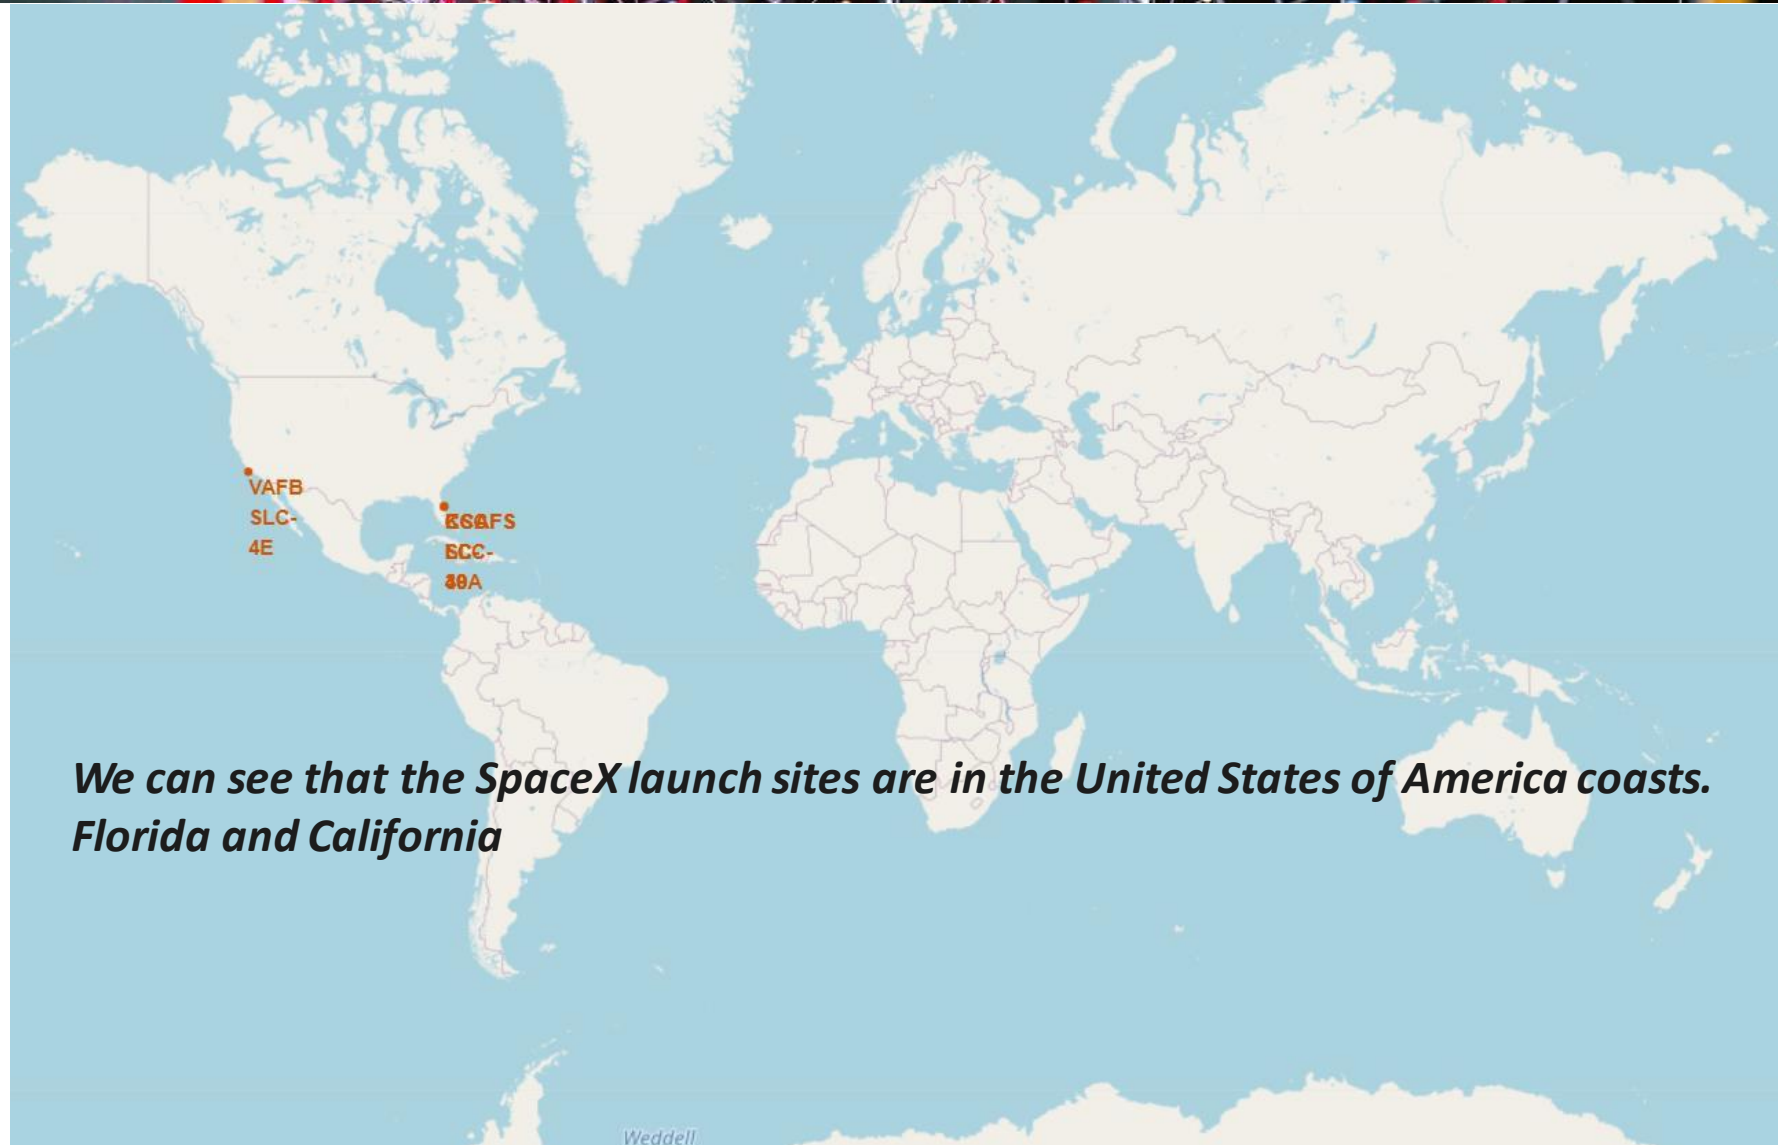 VAFB
SLC-
4E
We can see that the SpaceX launch sites are in the United States of America coasts.
Florida and California
Weddell